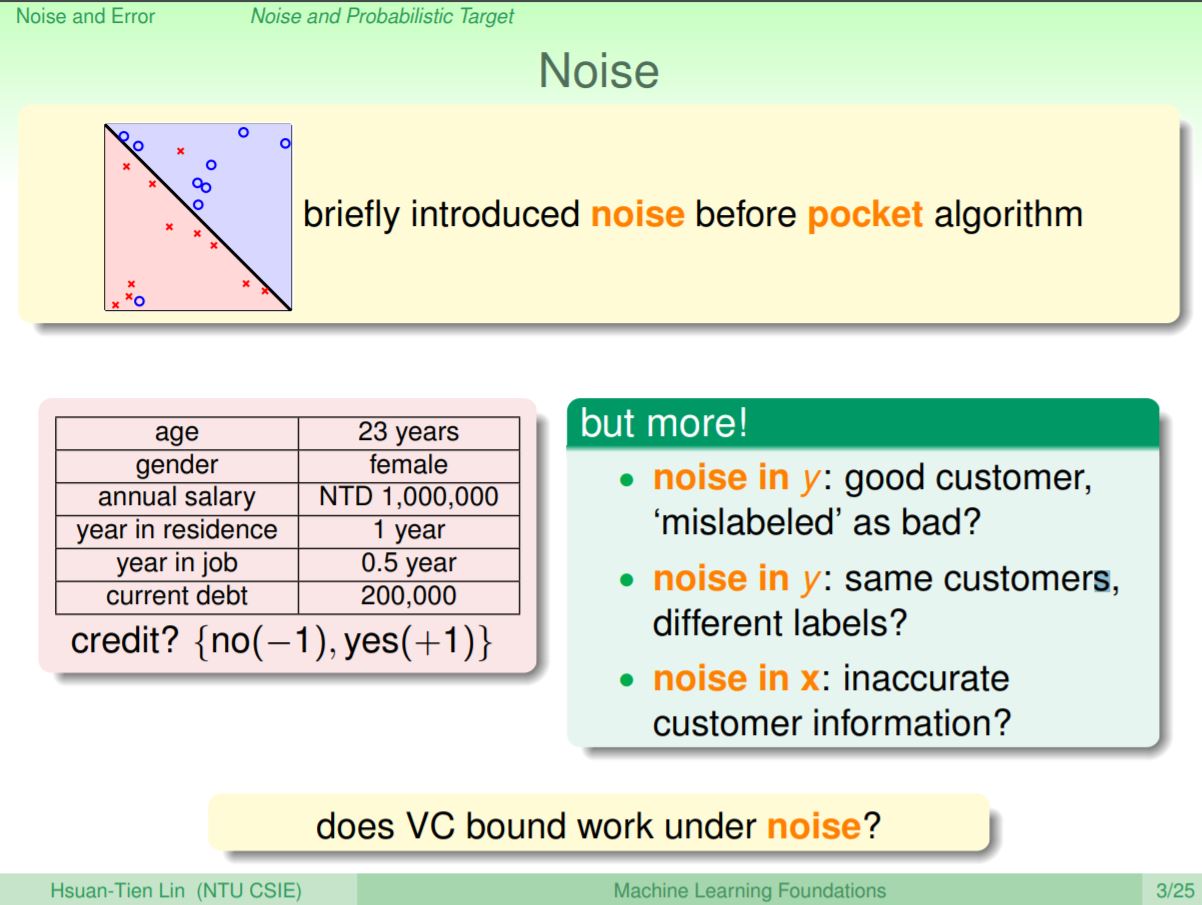 Noise and Error
Noise and Probabilistic Target
Noise
briefly introduced noise before pocket algorithm
age 23 years
gender female
annual salary NTD 1,000,000
year in residence 1 year
year in job 0.5 year
current debt 200,000
credit? {no(−1), yes(+1)}
but more!
• noise in y: good customer,
‘mislabeled’ as bad?
• noise in y: same customers,
different labels?
• noise in x: inaccurate
customer information?
does VC bound work under noise?
Hsuan-Tien Lin (NTU CSIE)
Machine Learning Foundations
3/25